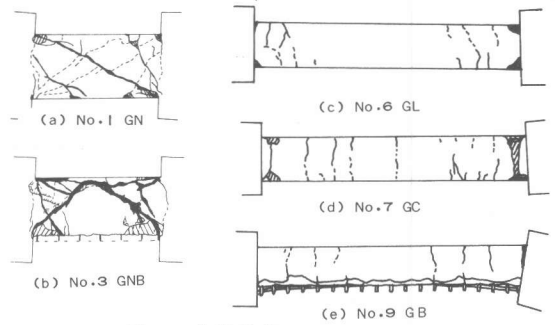 (a) No.1 GN
(b) No.3 GNB
(c) No.6 GL
(d) No.7 GC
(e) No.9 GB